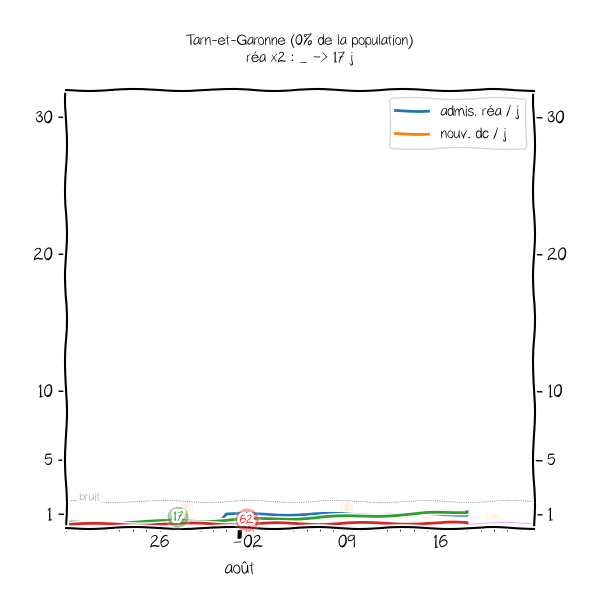 Tarn-et-Garonne (0% de la population)
réa x2 : _ -> 17 j
admis. réa / j
nouv. dc / j
30
30
20
20
10
10
5
5
bruit
1
1
17
62
26
02
09
16
août